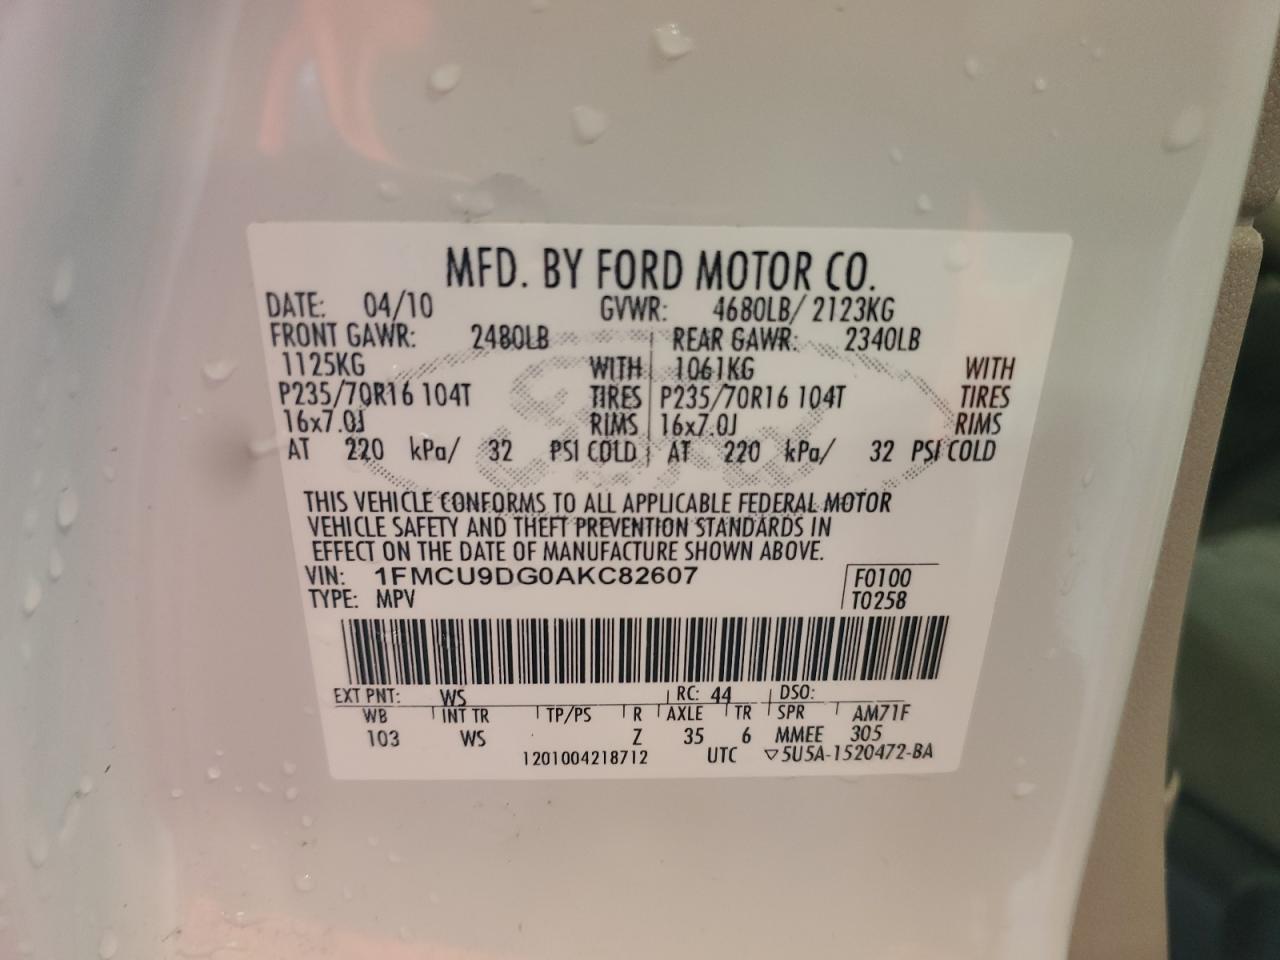 MFD. BY FORD MOTOR CO.
DATE: 04/10 GVWR: 4680LB/ 2123KG
FRONT GAWR: 2480LB REAR GAWR: 2340LB
1125KG WITH 1061KG WITH
P235/70R16 104T TIRES P235/70R16 104T TIRES
16x7.0J RIMS 16x7.0J RIMS
AT 220 kPa/ 32 PSI COLD AT 220 kPa/ 32 PSI COLD
THIS VEHICLE CONFORMS TO ALL APPLICABLE FEDERAL MOTOR
VEHICLE SAFETY AND THEFT PREVENTION STANDARDS IN
EFFECT ON THE DATE OF MANUFACTURE SHOWN ABOVE.
VIN: 1FMCU9DG0AKC82607 F0100
TYPE: MPV T0258
EXT PNT: WS RC: 44 DSO:
WB INT TR TP/PS R AXLE TR SPR AM71F
103 WS Z 35 6 MMEE 305
1201004218712 UTC ▽5U5A-1520472-BA